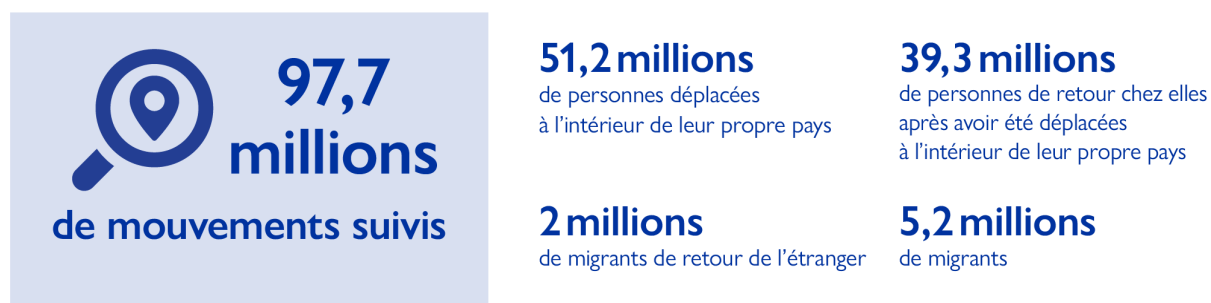 97,7
millions
de mouvements suivis
51,2 millions
de personnes déplacées
à l’intérieur de leur propre pays
39,3 millions
de personnes de retour chez elles
après avoir été déplacées
à l’intérieur de leur propre pays
2 millions
de migrants de retour de l’étranger
5,2 millions
de migrants